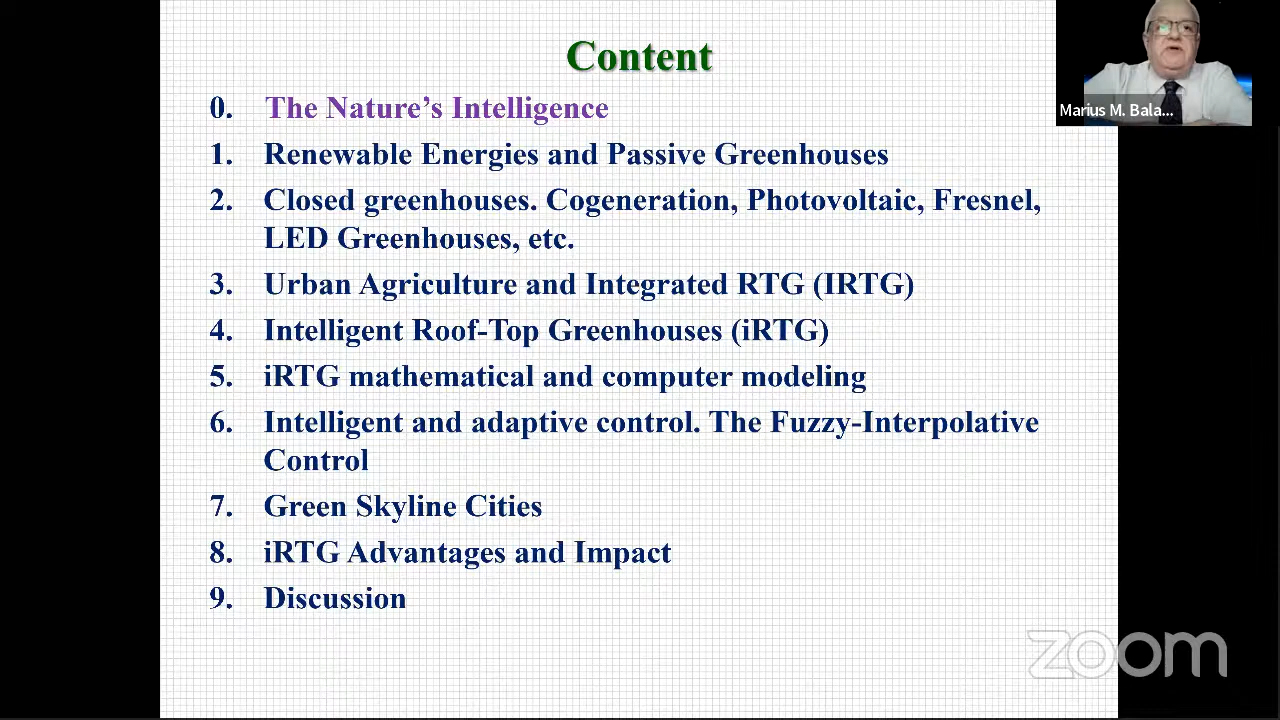 Content
0. The Nature's Intelligence
1. Renewable Energies and Passive Greenhouses
2. Closed greenhouses. Cogeneration, Photovoltaic, Fresnel,
LED Greenhouses, etc.
3. Urban Agriculture and Integrated RTG (IRTG)
4. Intelligent Roof-Top Greenhouses (iRTG)
5. iRTG mathematical and computer modeling
6. Intelligent and adaptive control. The Fuzzy-Interpolative
Control
7. Green Skyline Cities
8. iRTG Advantages and Impact
9. Discussion
Marius M. Bala...
zoom